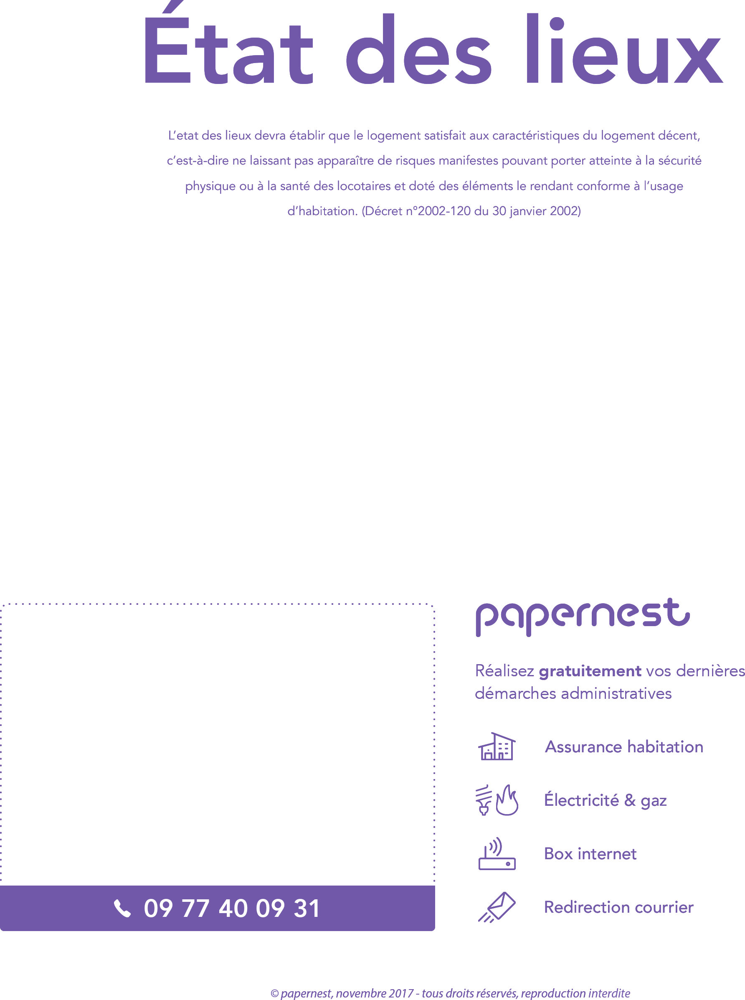 État des lieux
L’etat des lieux devra établir que le logement satisfait aux caractéristiques du logement décent,
c’est-à-dire ne laissant pas apparaître de risques manifestes pouvant porter atteinte à la sécurité
physique ou à la santé des locotaires et doté des éléments le rendant conforme à l’usage
d’habitation. (Décret n°2002-120 du 30 janvier 2002)
papernest
Réalisez gratuitement vos dernières
démarches administratives
Assurance habitation
Électricité & gaz
Box internet
Redirection courrier
09 77 40 09 31
© papernest, novembre 2017 - tous droits réservés, reproduction interdite